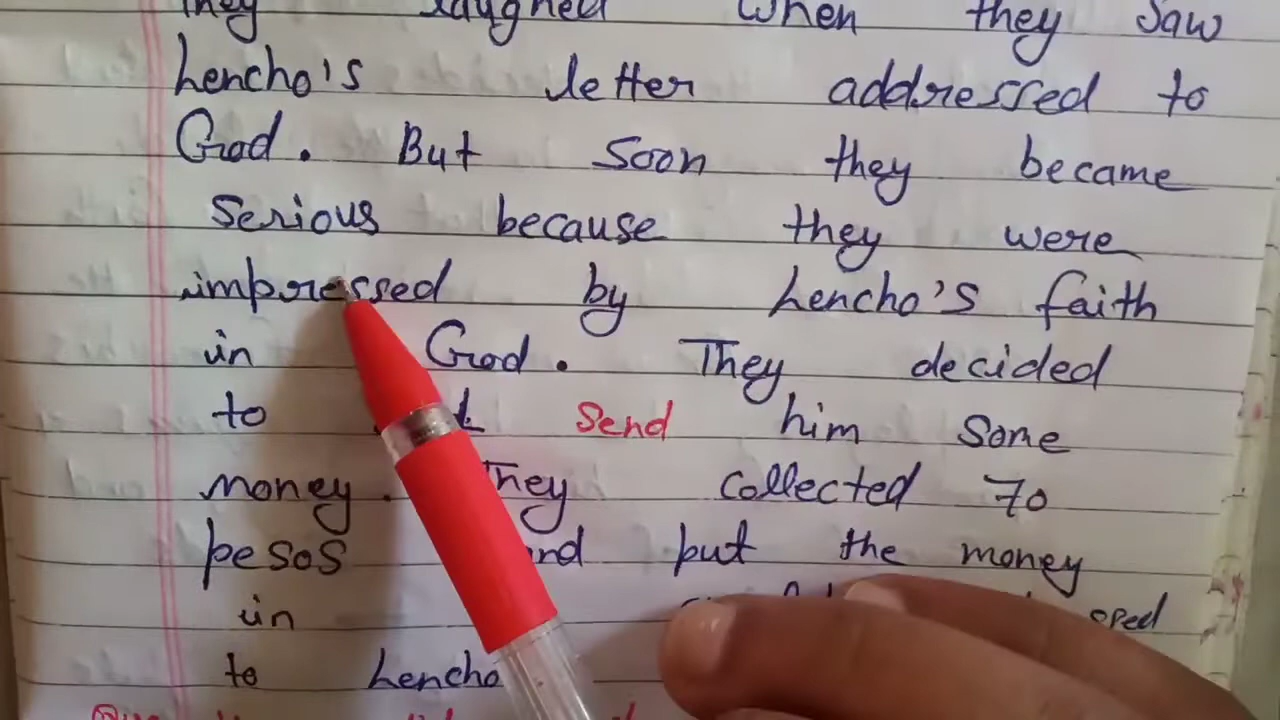 They laughed when they saw
Lencho's letter addressed to
God. But soon they became
serious because they were
impressed by Lencho's faith
in God. They decided
to send him some
money. They collected 70
pesos and put the money
in
to Lencho